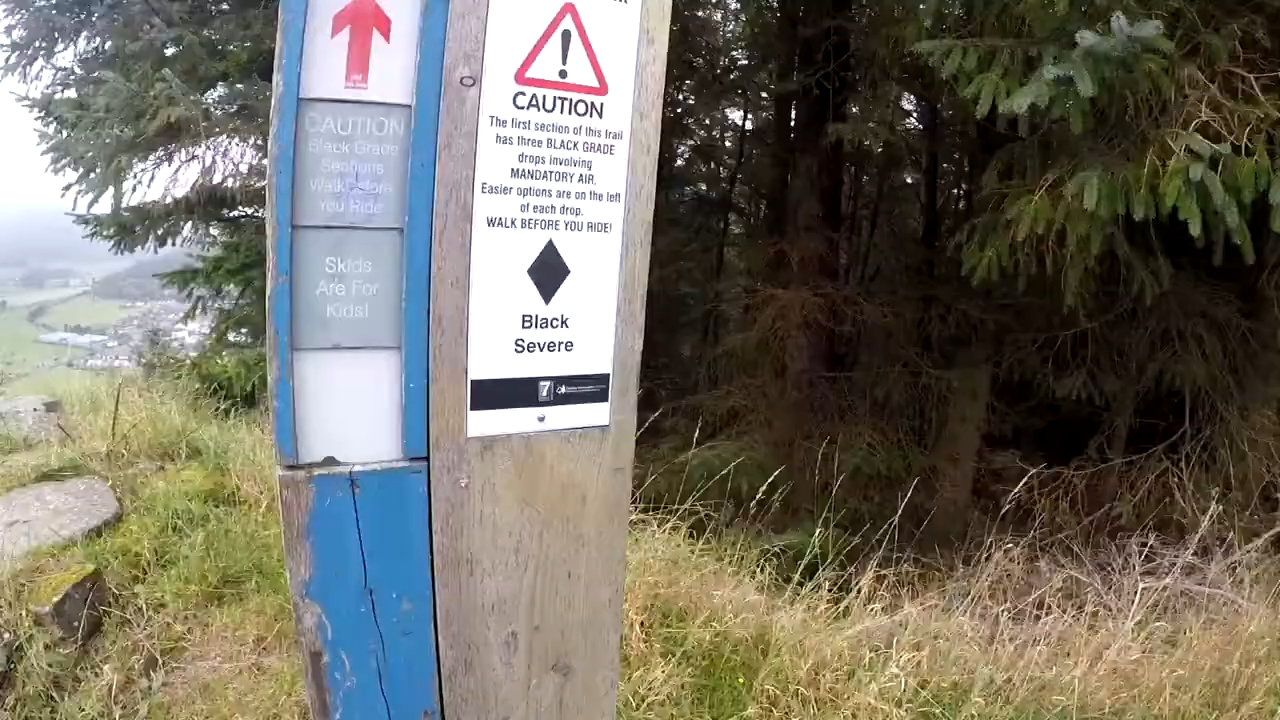 CAUTION
Black Grade
Sections
Walk Before
You Ride
Skids
Are For
Kids!
CAUTION
The first section of this trail
has three BLACK GRADE
drops involving
MANDATORY AIR.
Easier options are on the left
of each drop.
WALK BEFORE YOU RIDE!
Black
Severe
7